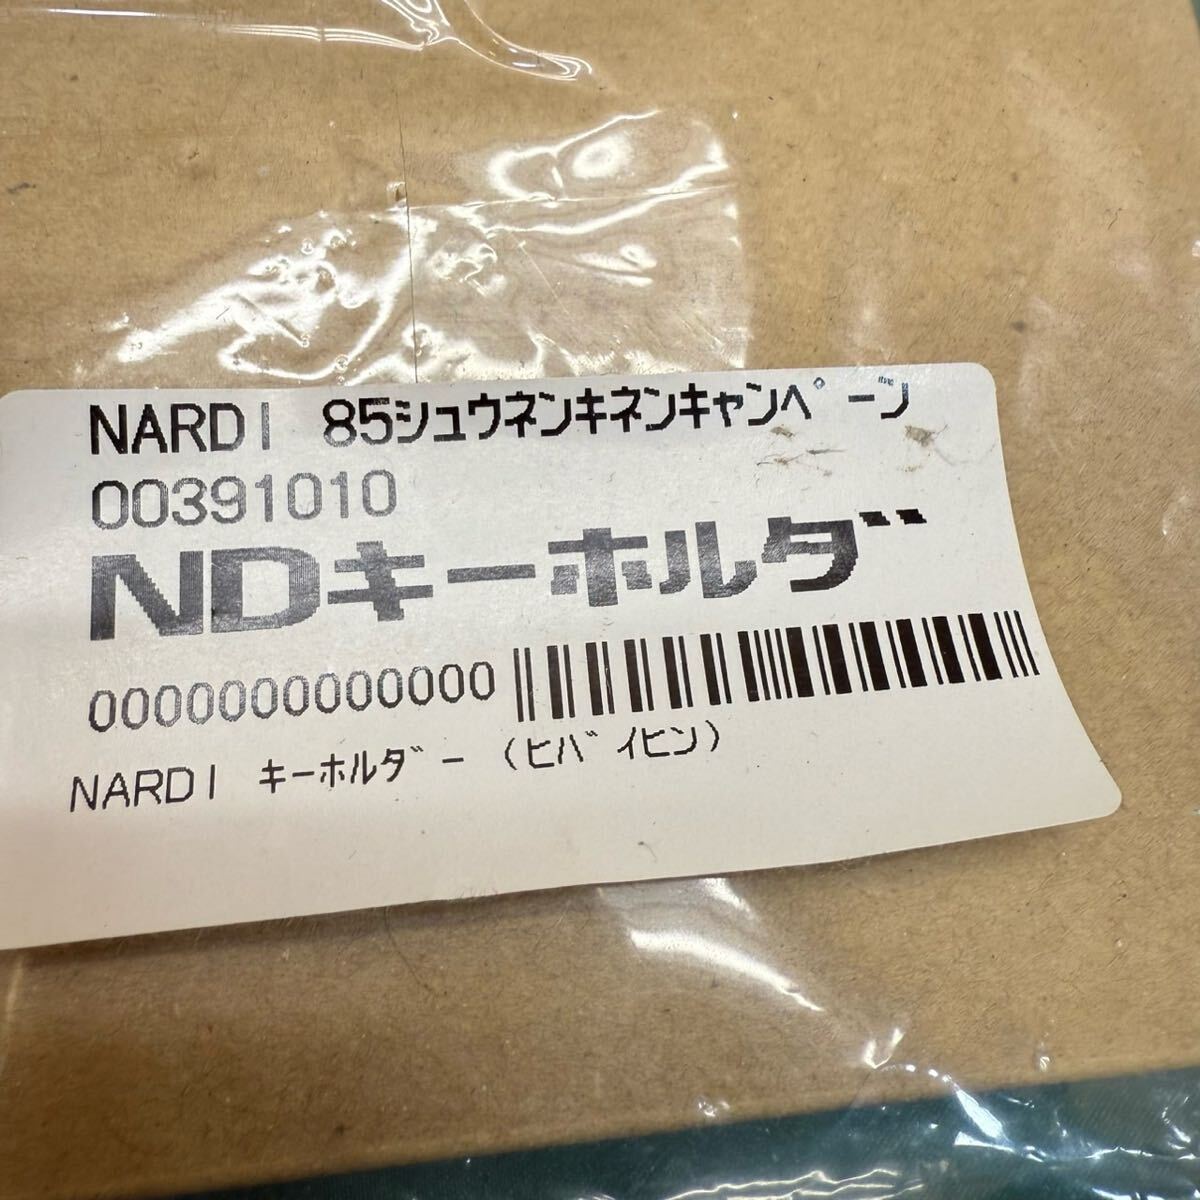 NARDI 85ｼｭｳﾈﾝｷﾈﾝｷｬﾝﾍﾟｰﾝ
00391010
NDｷｰﾎﾙﾀﾞ
0000000000000
NARDI ｷｰﾎﾙﾀﾞｰ (ﾋﾊﾞｲﾋﾝ)